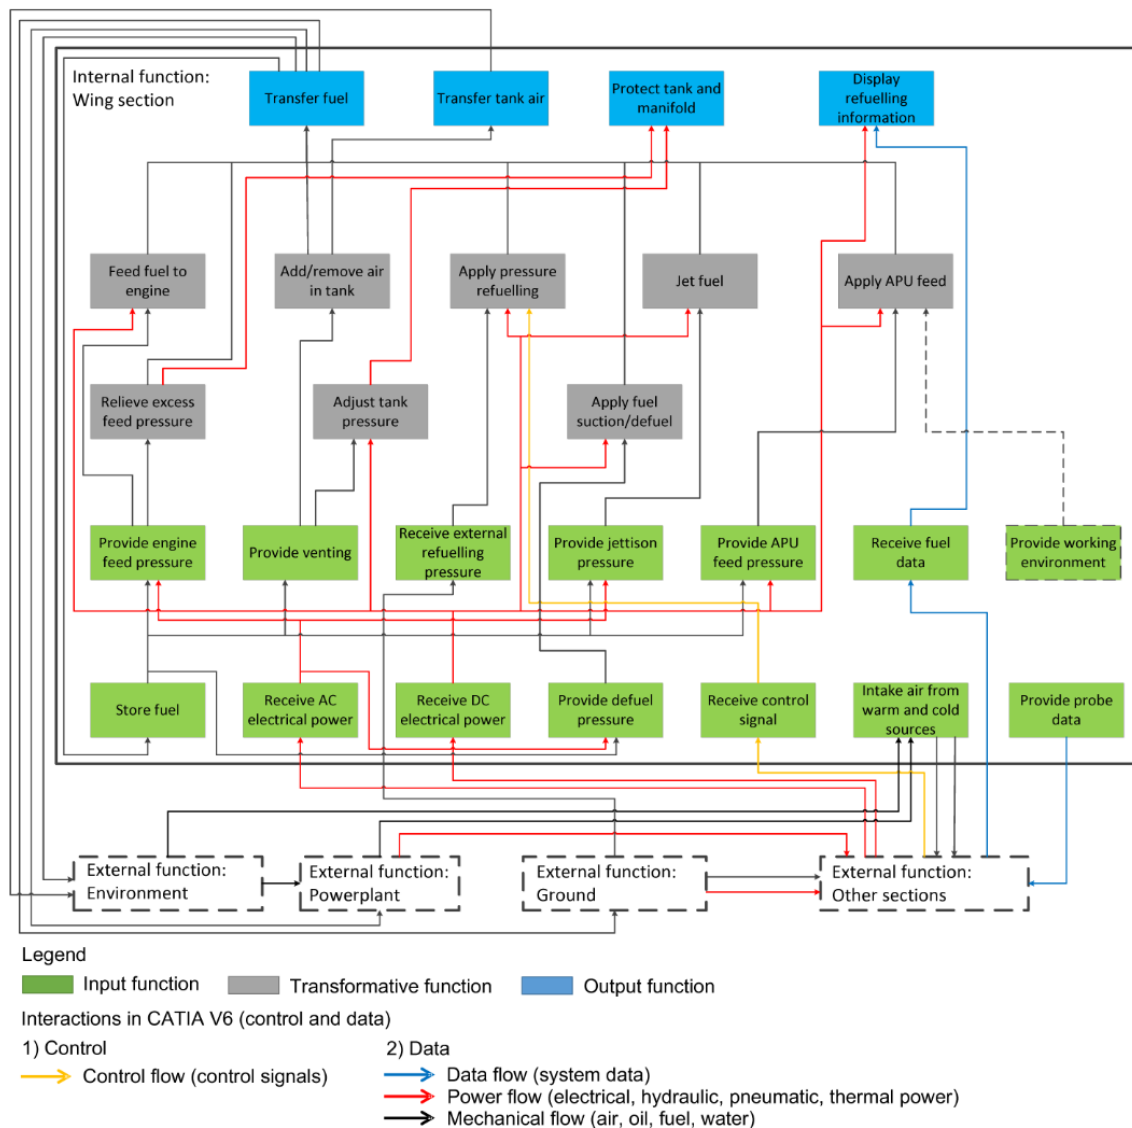 Internal function:
Wing section
Transfer fuel
Transfer tank air
Protect tank and
manifold
Display
refuelling
information
Feed fuel to
engine
Add/remove air
in tank
Apply pressure
refuelling
Jet fuel
Apply APU feed
Relieve excess
feed pressure
Adjust tank
pressure
Apply fuel
suction/defuel
Provide engine
feed pressure
Provide venting
Receive external
refuelling
pressure
Provide jettison
pressure
Provide APU
feed pressure
Receive fuel
data
Provide working
environment
Store fuel
Receive AC
electrical power
Receive DC
electrical power
Provide defuel
pressure
Receive control
signal
Intake air from
warm and cold
sources
Provide probe
data
External function:
Environment
External function:
Powerplant
External function:
Ground
External function:
Other sections
Legend
Input function
Transformative function
Output function
Interactions in CATIA V6 (control and data)
1) Control
Control flow (control signals)
2) Data
Data flow (system data)
Power flow (electrical, hydraulic, pneumatic, thermal power)
Mechanical flow (air, oil, fuel, water)